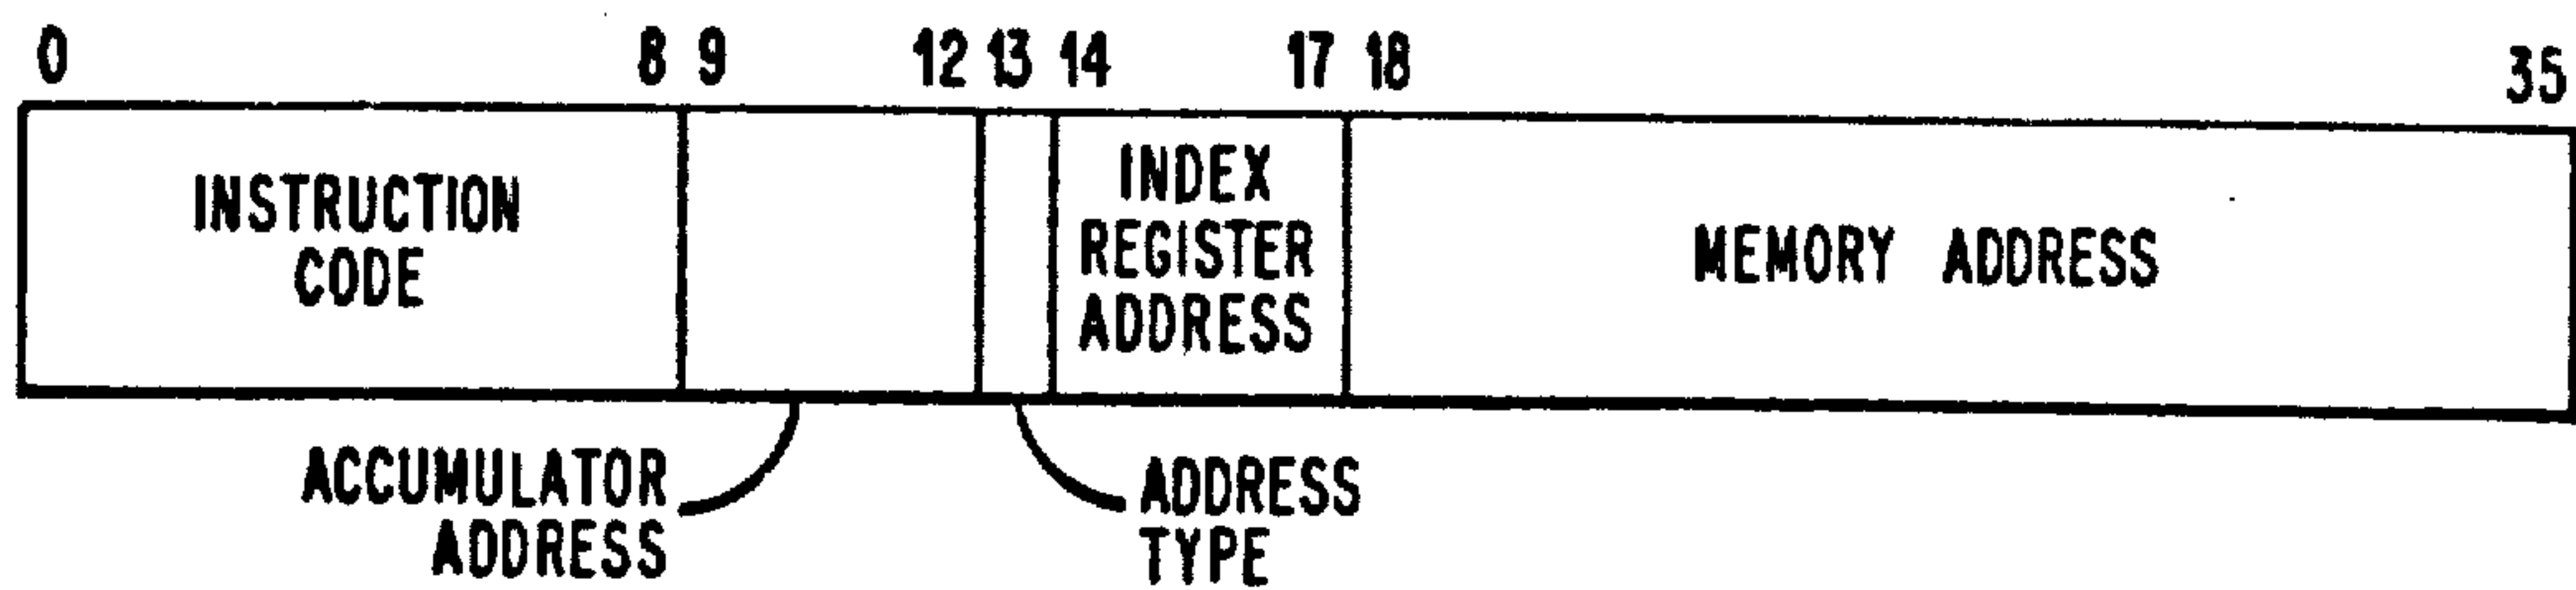 0 8 9 12 13 14 17 18 35
INSTRUCTION
CODE
INDEX
REGISTER
ADDRESS
MEMORY ADDRESS
ACCUMULATOR
ADDRESS
ADDRESS
TYPE